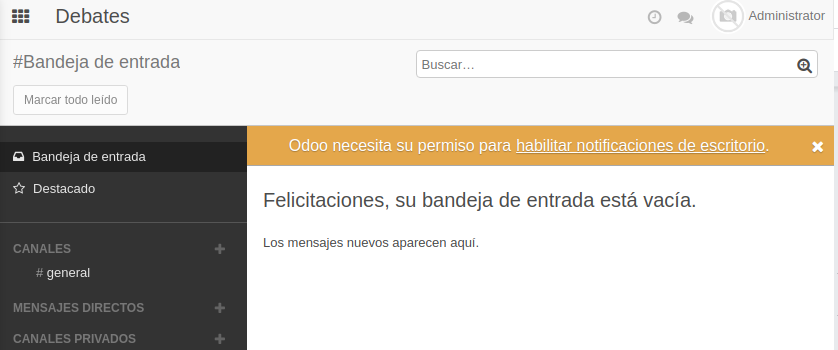 Debates
Administrator
#Bandeja de entrada
Buscar…
Marcar todo leído
Bandeja de entrada
Odoo necesita su permiso para habilitar notificaciones de escritorio.
Destacado
Felicitaciones, su bandeja de entrada está vacía.
Los mensajes nuevos aparecen aquí.
CANALES
# general
MENSAJES DIRECTOS
CANALES PRIVADOS